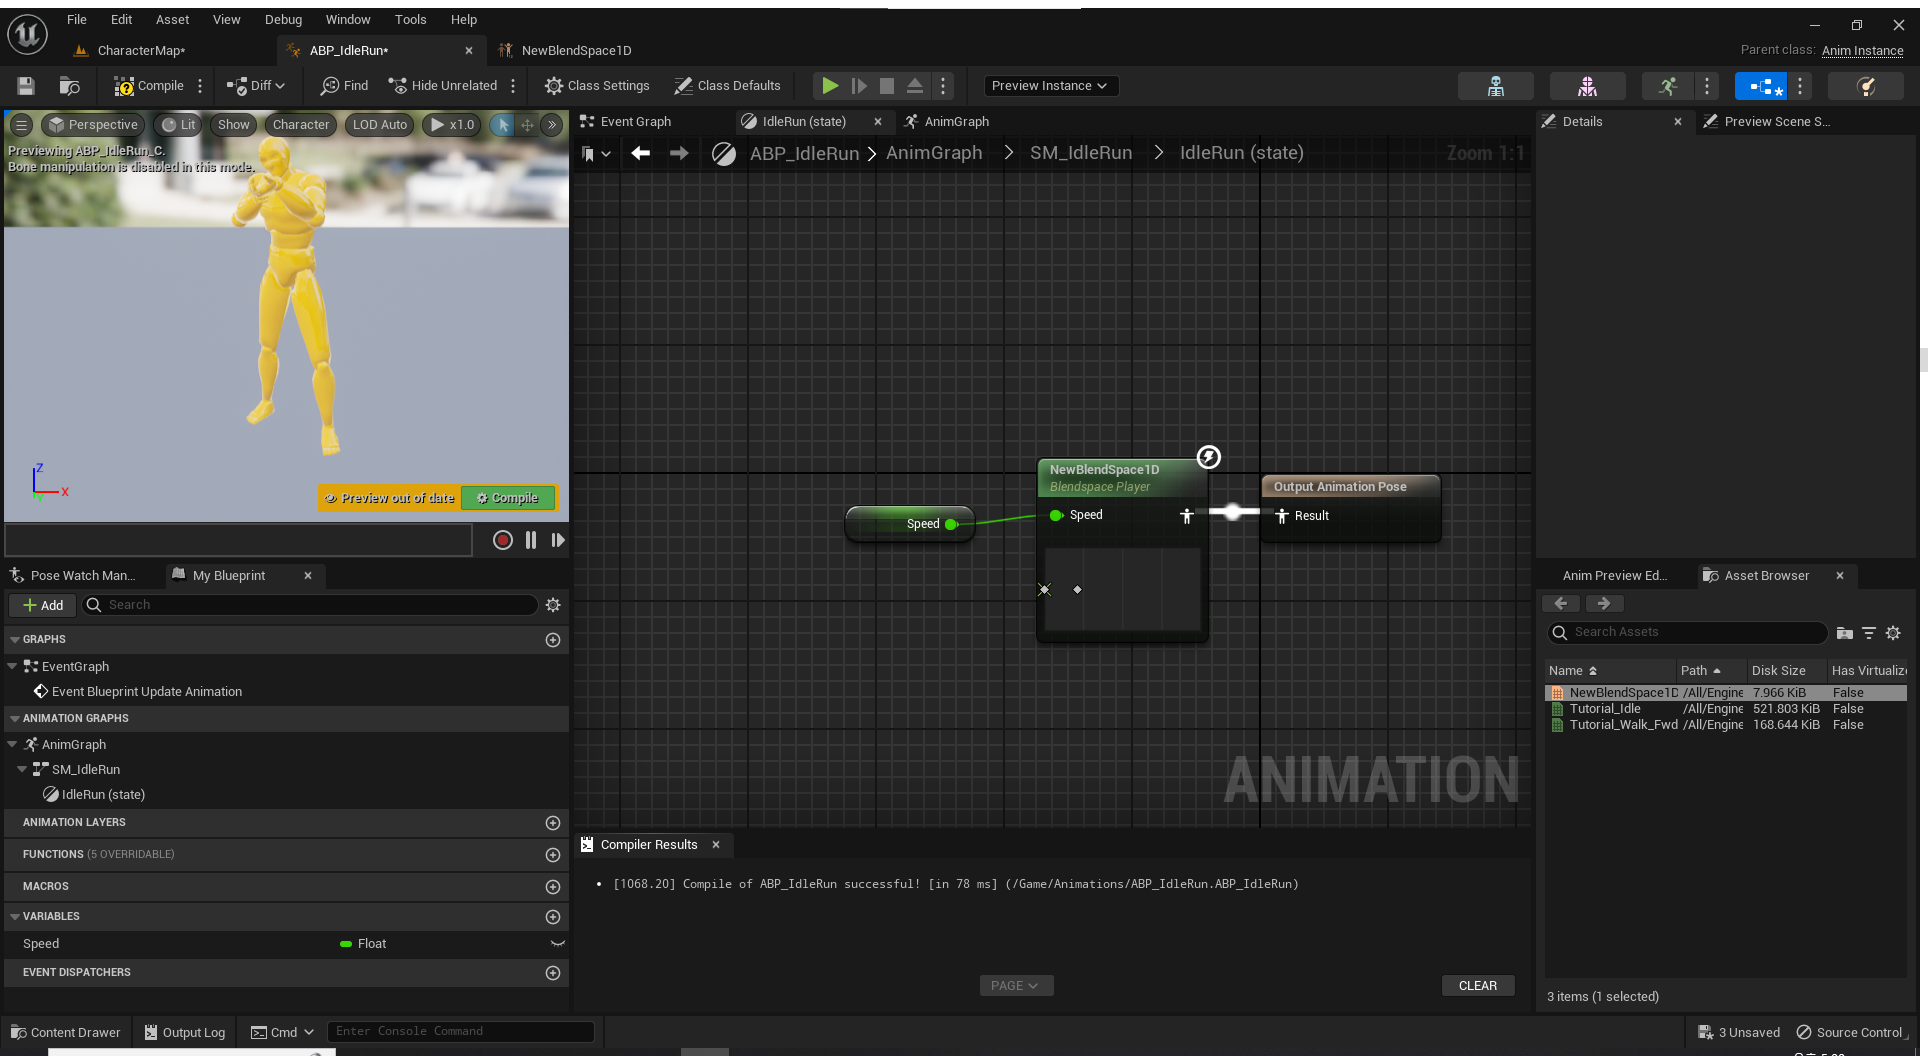 File Edit Asset View Debug Window Tools Help
CharacterMap*
ABP_IdleRun*
NewBlendSpace1D
Parent class: Anim Instance
Compile
Diff
Find
Hide Unrelated
Class Settings
Class Defaults
Preview Instance
Perspective
Lit
Show
Character
LOD Auto
x1.0
Previewing ABP_IdleRun_C.
Bone manipulation is disabled in this mode.
Z
X
Y
Preview out of date
Compile
Event Graph
IdleRun (state)
AnimGraph
ABP_IdleRun > AnimGraph > SM_IdleRun > IdleRun (state)
Zoom 1:1
Speed
NewBlendSpace1D
Blendspace Player
Speed
Output Animation Pose
Result
ANIMATION
Details
Preview Scene S...
Pose Watch Man...
My Blueprint
Add
Search
GRAPHS
EventGraph
Event Blueprint Update Animation
ANIMATION GRAPHS
AnimGraph
SM_IdleRun
IdleRun (state)
ANIMATION LAYERS
FUNCTIONS (5 OVERRIDABLE)
MACROS
VARIABLES
Speed Float
EVENT DISPATCHERS
Compiler Results
[1068.20] Compile of ABP_IdleRun successful! [in 78 ms] (/Game/Animations/ABP_IdleRun.ABP_IdleRun)
PAGE
CLEAR
Anim Preview Ed...
Asset Browser
Search Assets
Name Path Disk Size Has Virtualiz
NewBlendSpace1D /All/Engine 7.966 KiB False
Tutorial_Idle /All/Engine 521.803 KiB False
Tutorial_Walk_Fwd /All/Engine 168.644 KiB False
3 items (1 selected)
Content Drawer
Output Log
Cmd
Enter Console Command
3 Unsaved
Source Control